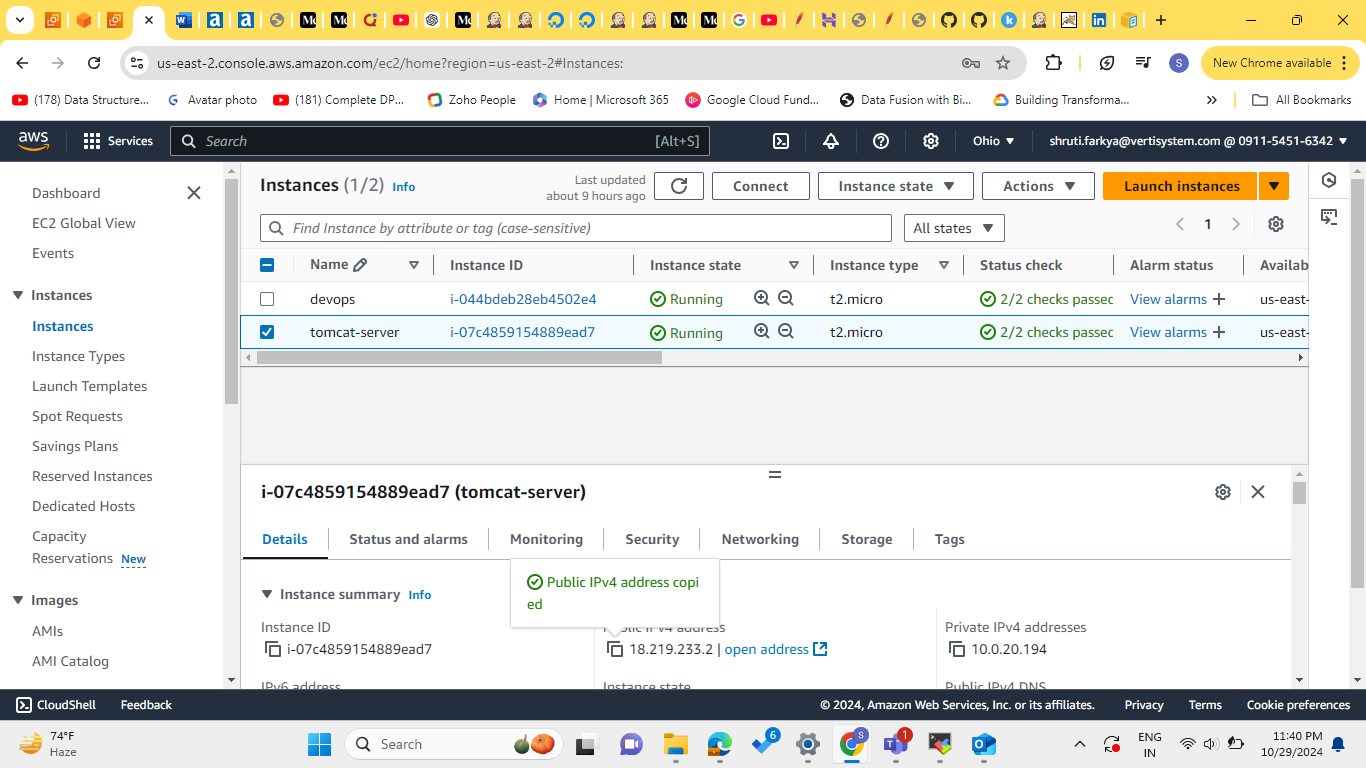 us-east-2.console.aws.amazon.com/ec2/home?region=us-east-2#Instances:
S
New Chrome available
(178) Data Structure...
Avatar photo
(181) Complete DP...
Zoho People
Home | Microsoft 365
Google Cloud Fund...
Data Fusion with Bi...
Building Transforma...
»
All Bookmarks
aws
Services
Search
[Alt+S]
Ohio
shruti.farkya@vertisystem.com @ 0911-5451-6342
Dashboard
EC2 Global View
Events
Instances
Instances
Instance Types
Launch Templates
Spot Requests
Savings Plans
Reserved Instances
Dedicated Hosts
Capacity
Reservations New
Images
AMIs
AMI Catalog
Instances (1/2) Info
Last updated
about 9 hours ago
Connect
Instance state
Actions
Launch instances
Find Instance by attribute or tag (case-sensitive)
All states
1
Name
Instance ID
Instance state
Instance type
Status check
Alarm status
Availab
devops
i-044bdeb28eb4502e4
Running
t2.micro
2/2 checks passed
View alarms
us-east-
tomcat-server
i-07c4859154889ead7
Running
t2.micro
2/2 checks passed
View alarms
us-east-
i-07c4859154889ead7 (tomcat-server)
Details
Status and alarms
Monitoring
Security
Networking
Storage
Tags
Public IPv4 address copi
ed
Instance summary Info
Instance ID
i-07c4859154889ead7
Public IPv4 address
18.219.233.2 | open address
Private IPv4 addresses
10.0.20.194
IPv6 address
Instance state
Public IPv4 DNS
CloudShell
Feedback
© 2024, Amazon Web Services, Inc. or its affiliates.
Privacy
Terms
Cookie preferences
74°F
Haze
Search
6
S
1
ENG
IN
11:40 PM
10/29/2024